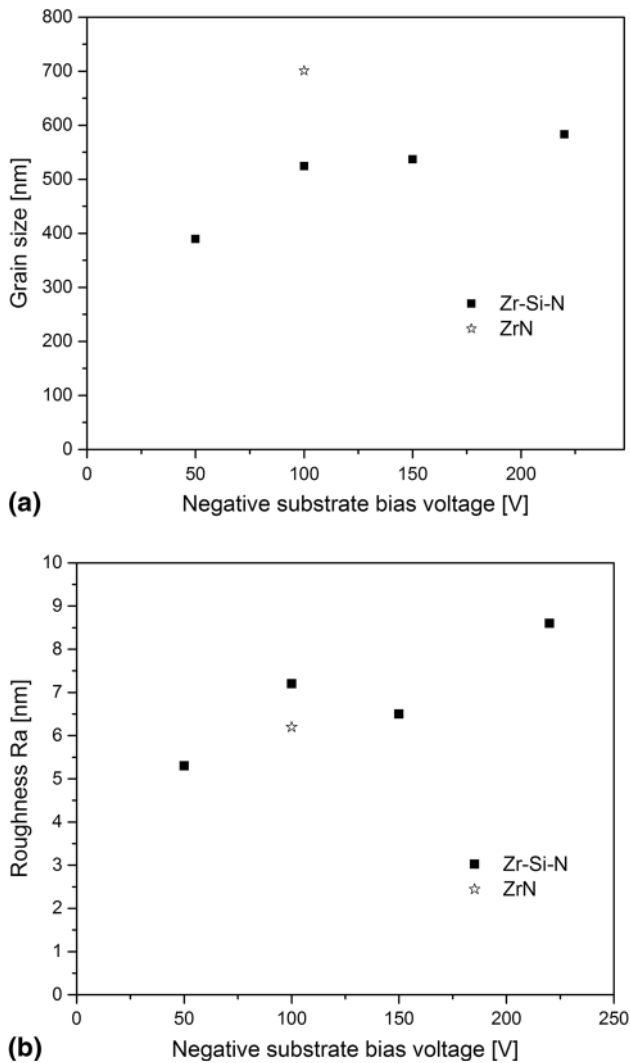 800
700
600
500
400
300
200
100
0
Grain size [nm]
Zr-Si-N
ZrN
0 50 100 150 200
(a) Negative substrate bias voltage [V]
10
9
8
7
6
5
4
3
2
1
0
Roughness Ra [nm]
Zr-Si-N
ZrN
0 50 100 150 200 250
(b) Negative substrate bias voltage [V]